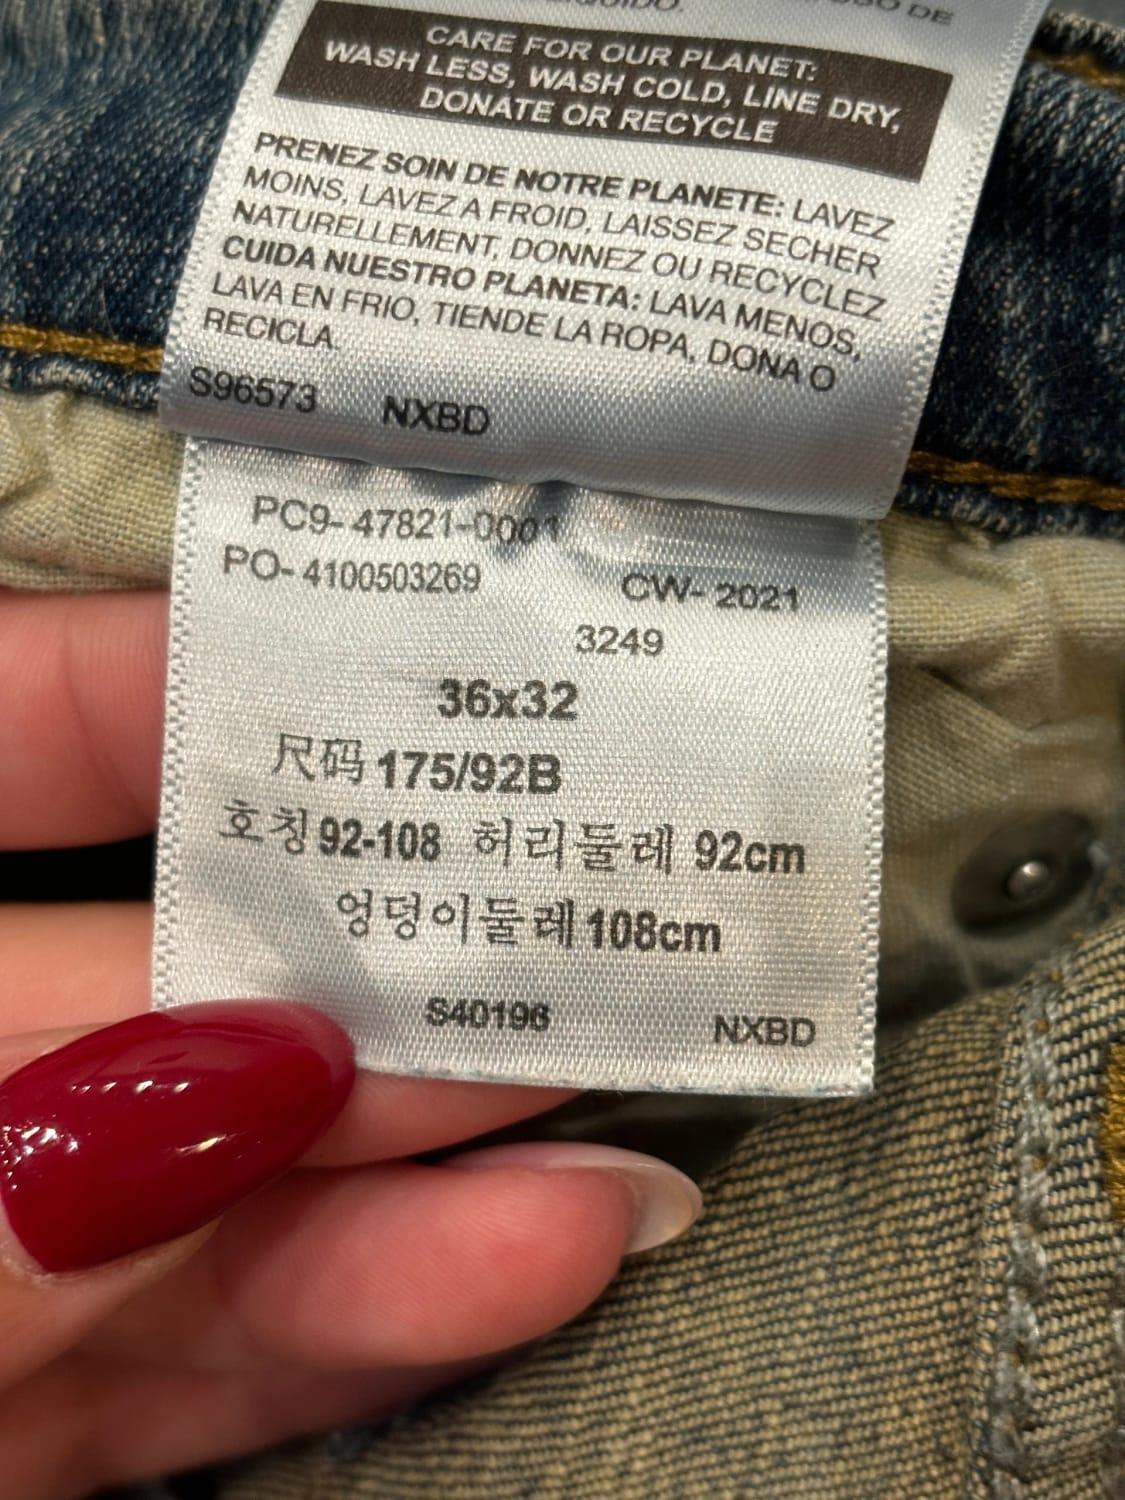 USO DE
LIQUIDO.
CARE FOR OUR PLANET:
WASH LESS, WASH COLD, LINE DRY,
DONATE OR RECYCLE
PRENEZ SOIN DE NOTRE PLANETE: LAVEZ
MOINS, LAVEZ A FROID, LAISSEZ SECHER
NATURELLEMENT, DONNEZ OU RECYCLEZ
CUIDA NUESTRO PLANETA: LAVA MENOS,
LAVA EN FRIO, TIENDE LA ROPA, DONA O
RECICLA.
S96573 NXBD
PC9- 47821-0001
PO- 4100503269 CW- 2021
3249
36x32
尺码 175/92B
호칭 92-108 허리둘레 92cm
엉덩이둘레 108cm
S40196 NXBD